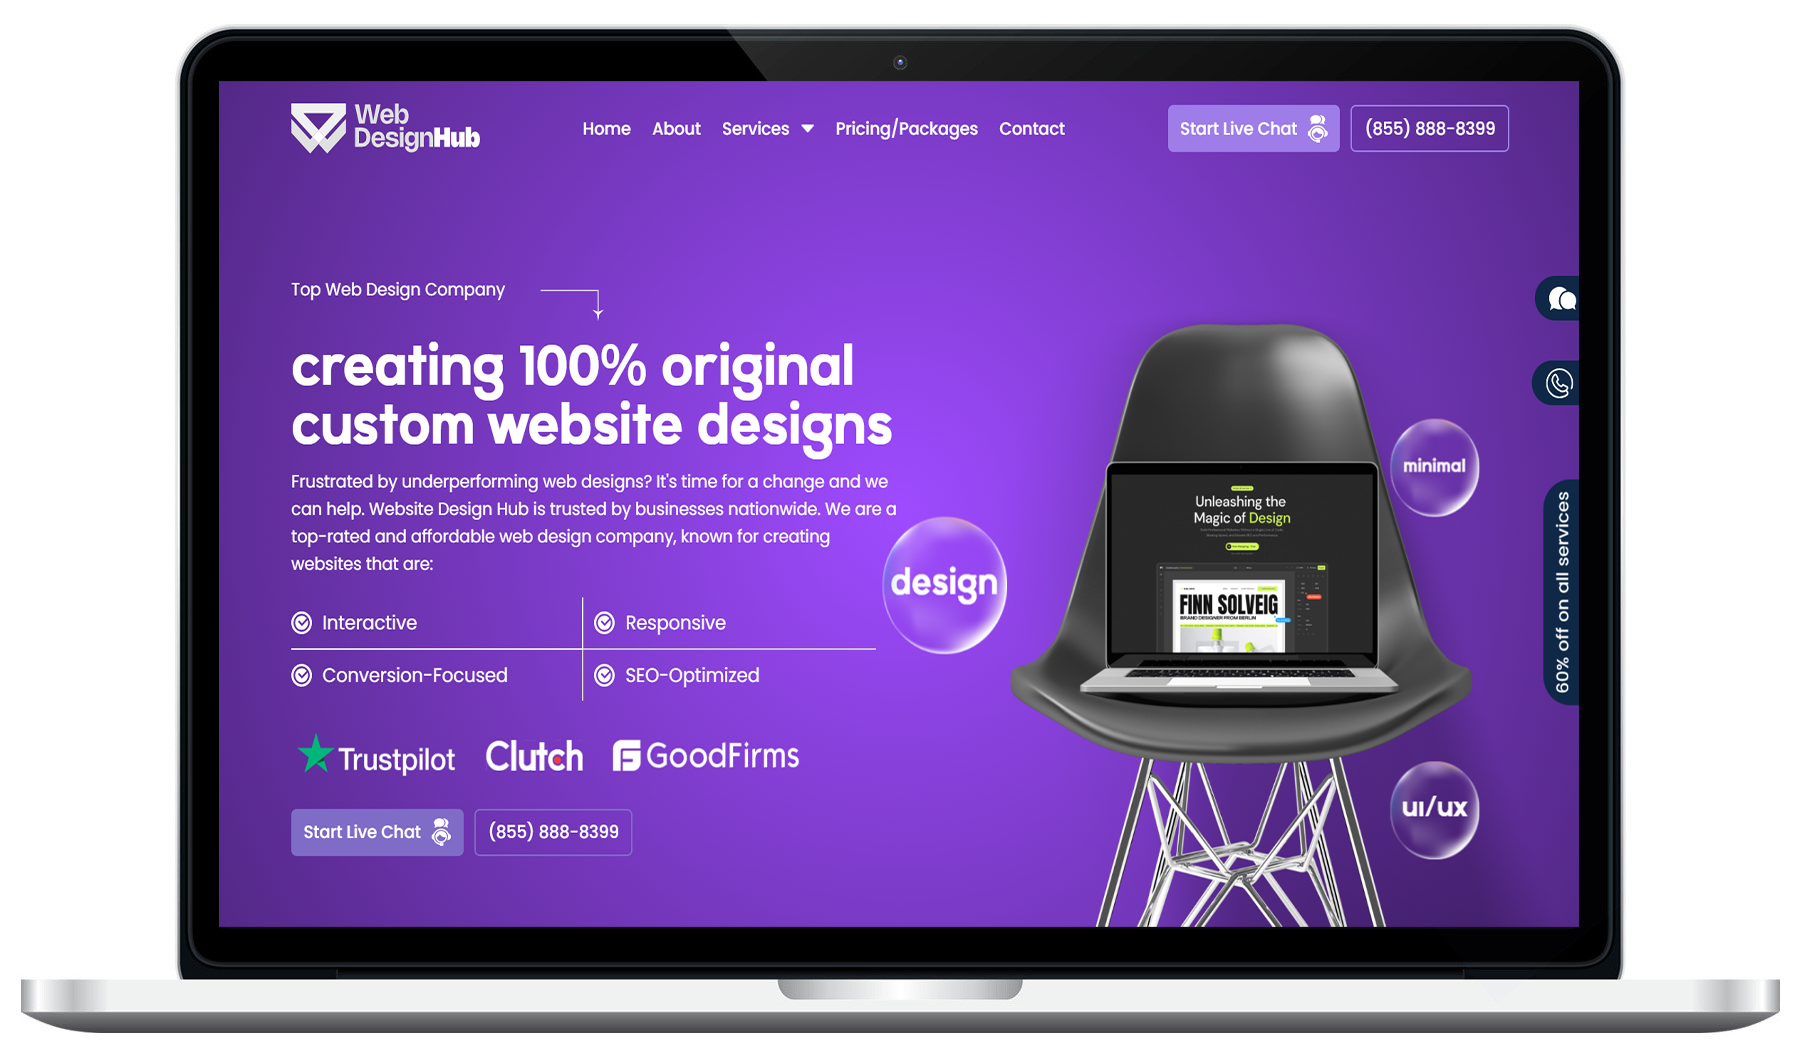 Web
DesignHub
Home About Services Pricing/Packages Contact
Start Live Chat
(855) 888-8399
Top Web Design Company
creating 100% original
custom website designs
Frustrated by underperforming web designs? It's time for a change and we
can help. Website Design Hub is trusted by businesses nationwide. We are a
top-rated and affordable web design company, known for creating
websites that are:
Interactive
Responsive
Conversion-Focused
SEO-Optimized
Trustpilot
Clutch
GoodFirms
Start Live Chat
(855) 888-8399
design
minimal
Unleashing the
Magic of Design
FINN SOLVEIG
BRAND DESIGNER FROM BERLIN
ui/ux
60% off on all services